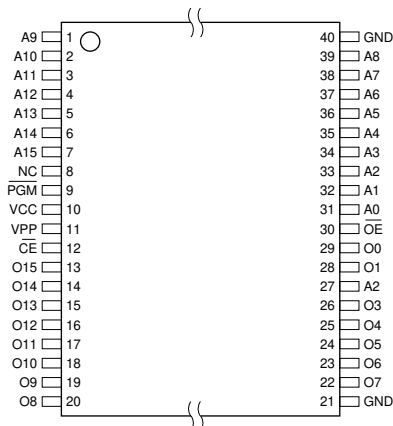 A9 1 40 GND
A10 2 39 A8
A11 3 38 A7
A12 4 37 A6
A13 5 36 A5
A14 6 35 A4
A15 7 34 A3
NC 8 33 A2
PGM 9 32 A1
VCC 10 31 A0
VPP 11 30 OE
CE 12 29 O0
O15 13 28 O1
O14 14 27 A2
O13 15 26 O3
O12 16 25 O4
O11 17 24 O5
O10 18 23 O6
O9 19 22 O7
O8 20 21 GND